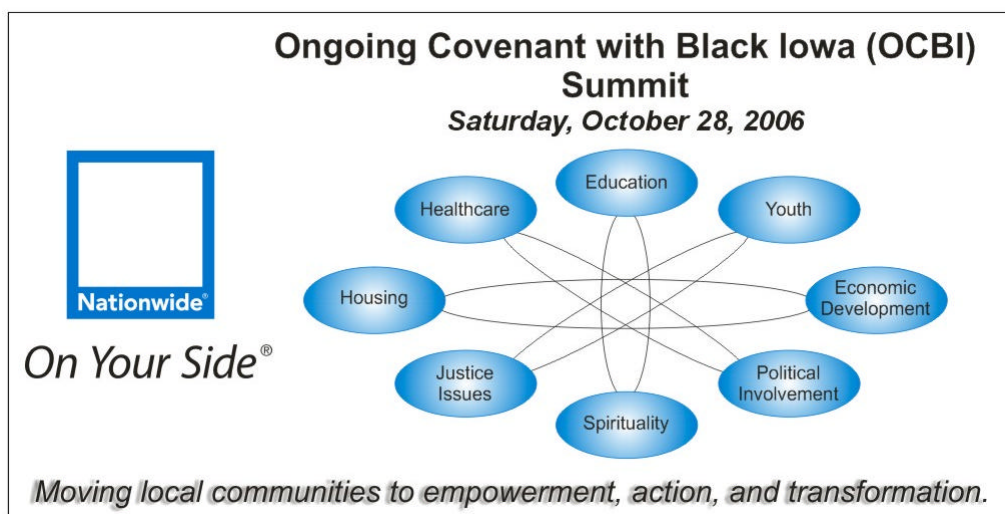 Ongoing Covenant with Black Iowa (OCBI)
Summit
Saturday, October 28, 2006
Education
Healthcare
Youth
Housing
Economic
Development
Justice
Issues
Political
Involvement
Spirituality
Nationwide®
On Your Side®
Moving local communities to empowerment, action, and transformation.